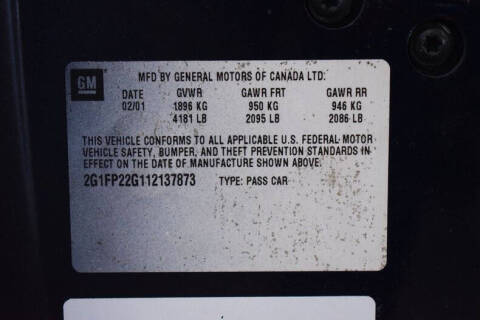 GM
MFD BY GENERAL MOTORS OF CANADA LTD.
DATE GVWR GAWR FRT GAWR RR
02/01 1896 KG 950 KG 946 KG
4181 LB 2095 LB 2086 LB
THIS VEHICLE CONFORMS TO ALL APPLICABLE U.S. FEDERAL MOTOR
VEHICLE SAFETY, BUMPER, AND THEFT PREVENTION STANDARDS IN
EFFECT ON THE DATE OF MANUFACTURE SHOWN ABOVE.
2G1FP22G112137873 TYPE: PASS CAR